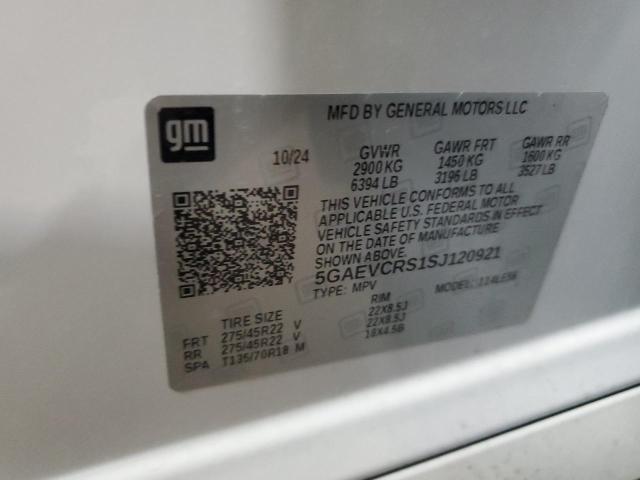 MFD BY GENERAL MOTORS LLC
gm
10/24
GVWR GAWR FRT GAWR RR
2900 KG 1450 KG 1600 KG
6394 LB 3196 LB 3527 LB
THIS VEHICLE CONFORMS TO ALL
APPLICABLE U.S. FEDERAL MOTOR
VEHICLE SAFETY STANDARDS IN EFFECT
ON THE DATE OF MANUFACTURE
SHOWN ABOVE.
5GAEVCRS1SJ120921
TYPE: MPV MODEL:
TIRE SIZE RIM
FRT 275/45R22 V 22X8.5J
RR 275/45R22 V 22X8.5J
SPA T135/70R18 M 18X4.5B